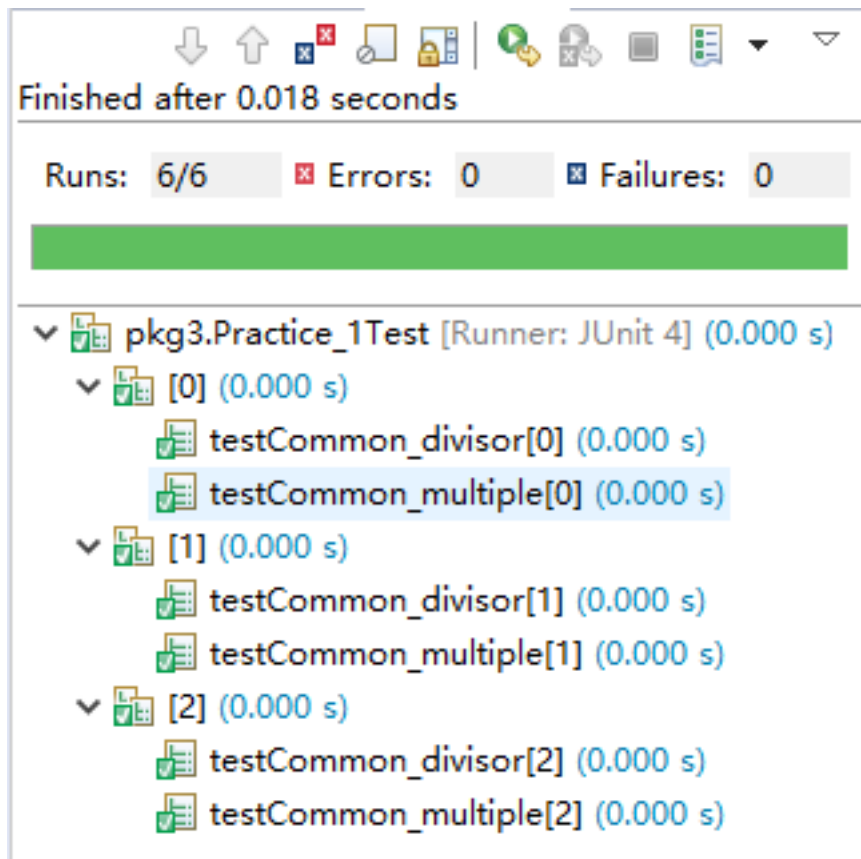 Finished after 0.018 seconds
Runs: 6/6 Errors: 0 Failures: 0
pkg3.Practice_1Test [Runner: JUnit 4] (0.000 s)
[0] (0.000 s)
testCommon_divisor[0] (0.000 s)
testCommon_multiple[0] (0.000 s)
[1] (0.000 s)
testCommon_divisor[1] (0.000 s)
testCommon_multiple[1] (0.000 s)
[2] (0.000 s)
testCommon_divisor[2] (0.000 s)
testCommon_multiple[2] (0.000 s)